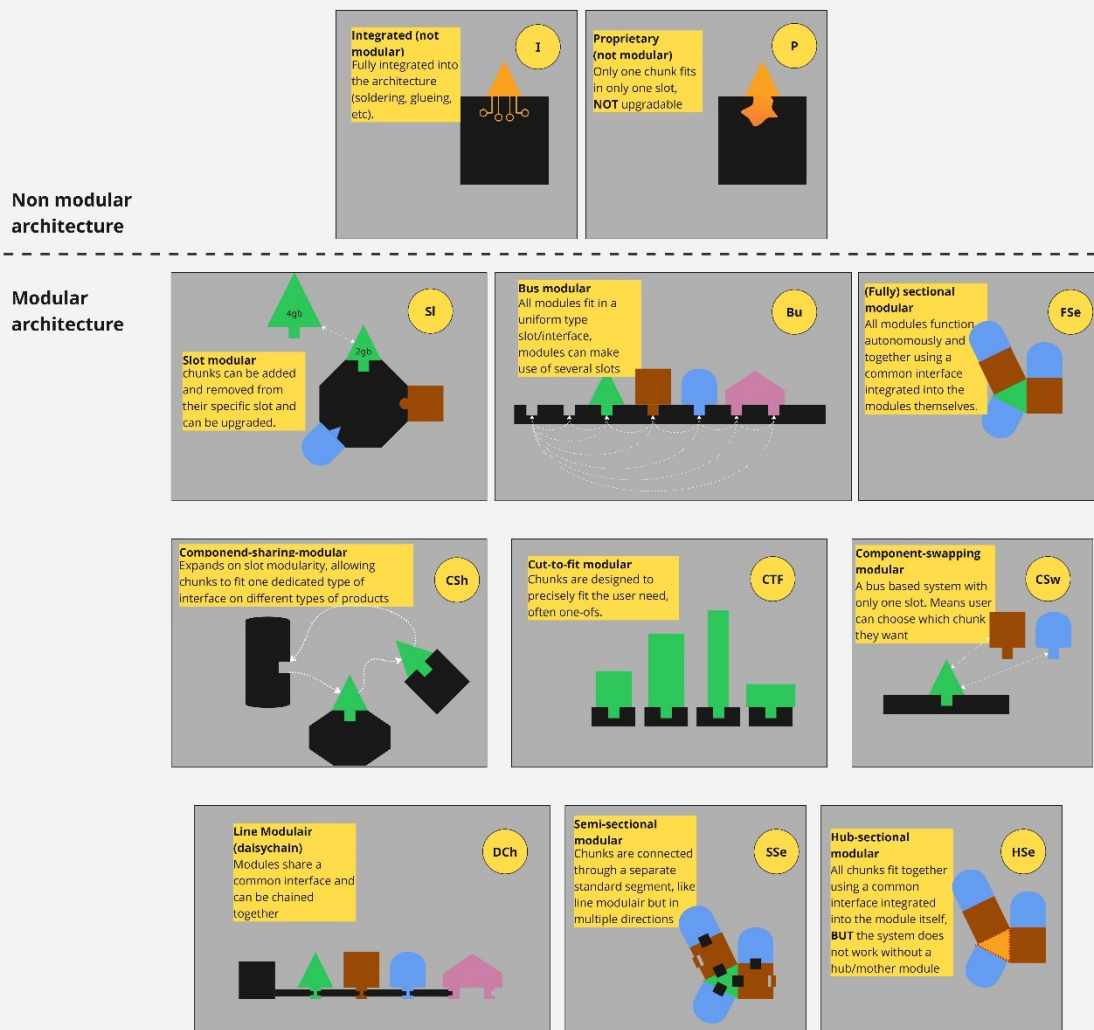 Integrated (not
modular)
Fully integrated into
the architecture
(soldering, glueing,
etc).
I
Proprietary
(not modular)
Only one chunk fits
in only one slot,
NOT upgradable
P
Non modular
architecture
Modular
architecture
4gb
2gb
Slot modular
chunks can be added
and removed from
their specific slot and
can be upgraded.
Sl
Bus modular
All modules fit in a
uniform type
slot/interface,
modules can make
use of several slots
Bu
(Fully) sectional
modular
All modules function
autonomously and
together using a
common interface
integrated into the
modules themselves.
FSe
Componend-sharing-modular
Expands on slot modularity, allowing
chunks to fit one dedicated type of
interface on different types of products
CSh
Cut-to-fit modular
Chunks are designed to
precisely fit the user need,
often one-ofs.
CTF
Component-swapping
modular
A bus based system with
only one slot. Means user
can choose which chunk
they want
CSw
Line Modulair
(daisychain)
Modules share a
common interface and
can be chained
together
DCh
Semi-sectional
modular
Chunks are connected
through a separate
standard segment, like
line modulair but in
multiple directions
SSe
Hub-sectional
modular
All chunks fit together
using a common
interface integrated
into the module itself,
BUT the system does
not work without a
hub/mother module
HSe